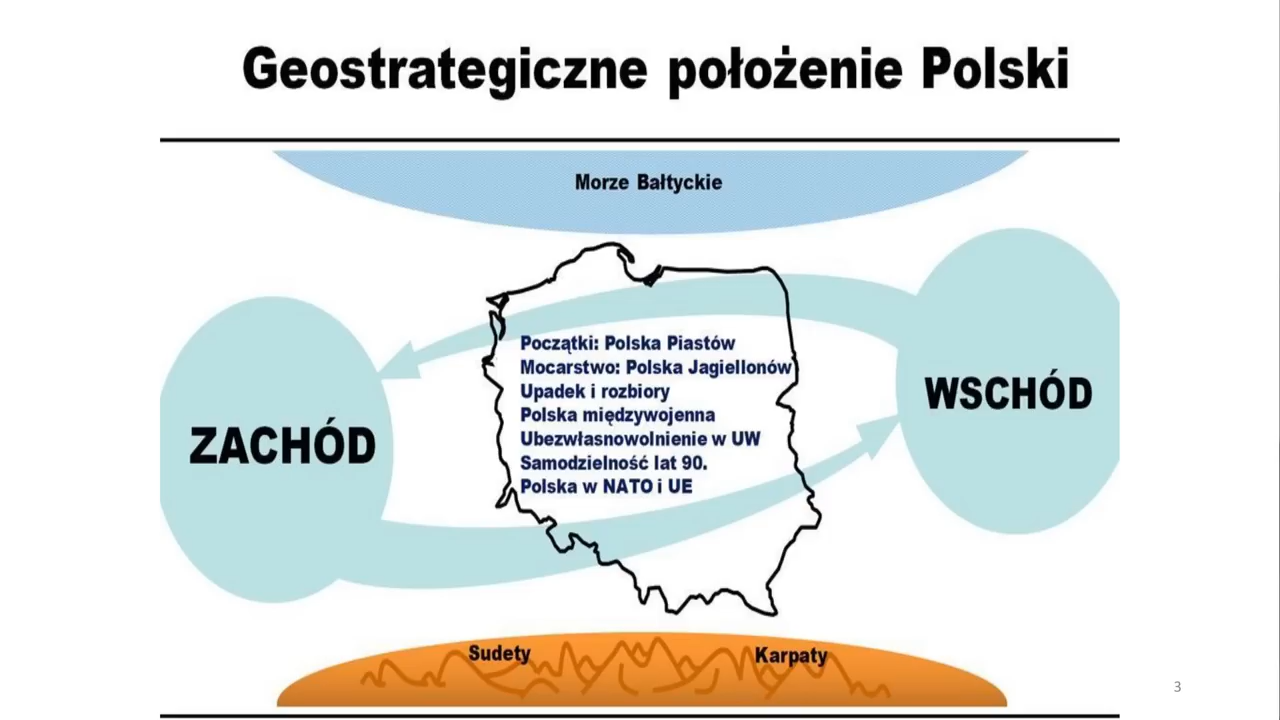 Geostrategiczne położenie Polski
Morze Bałtyckie
ZACHÓD
WSCHÓD
Początki: Polska Piastów
Mocarstwo: Polska Jagiellonów
Upadek i rozbiory
Polska międzywojenna
Ubezwłasnowolnienie w UW
Samodzielność lat 90.
Polska w NATO i UE
Sudety
Karpaty
3